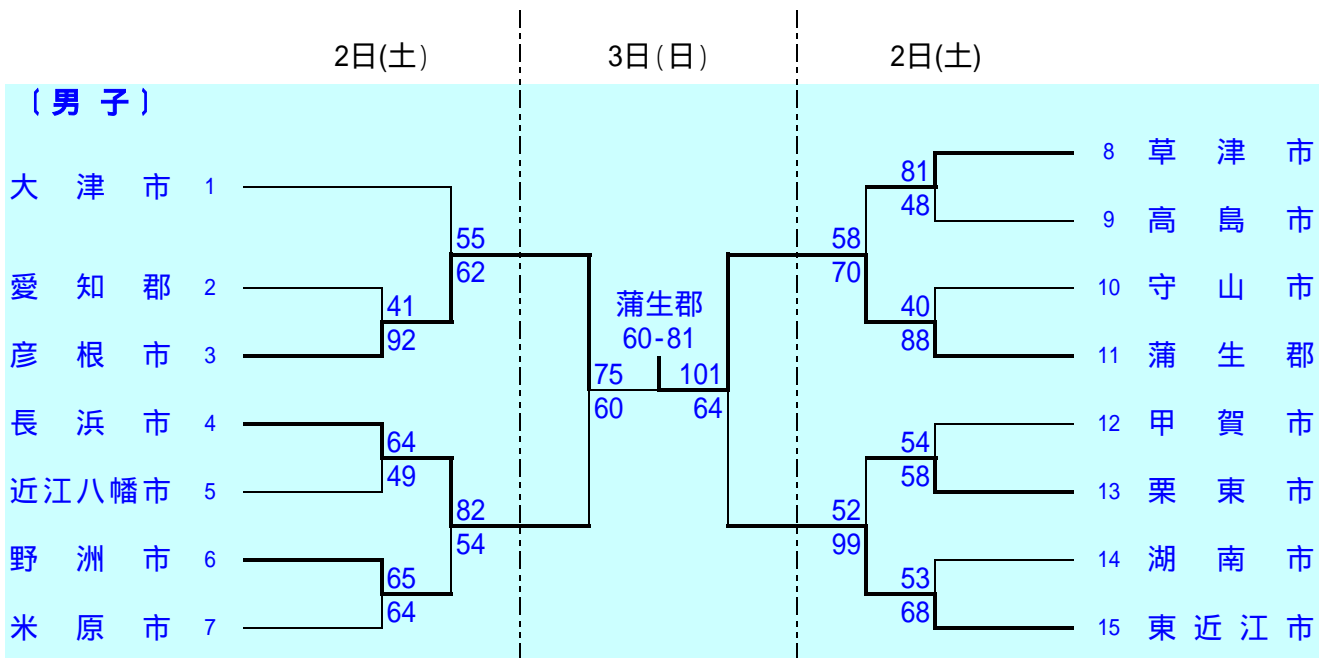 2日(土) 3日(日) 2日(土)
〔男子〕
大津市 1
愛知郡 2
彦根市 3
長浜市 4
近江八幡市 5
野洲市 6
米原市 7
55
62
41
92
64
49
82
54
65
64
75
60
蒲生郡
60-81
101
64
58
70
81
48
40
88
54
58
52
99
53
68
8 草津市
9 高島市
10 守山市
11 蒲生郡
12 甲賀市
13 栗東市
14 湖南市
15 東近江市